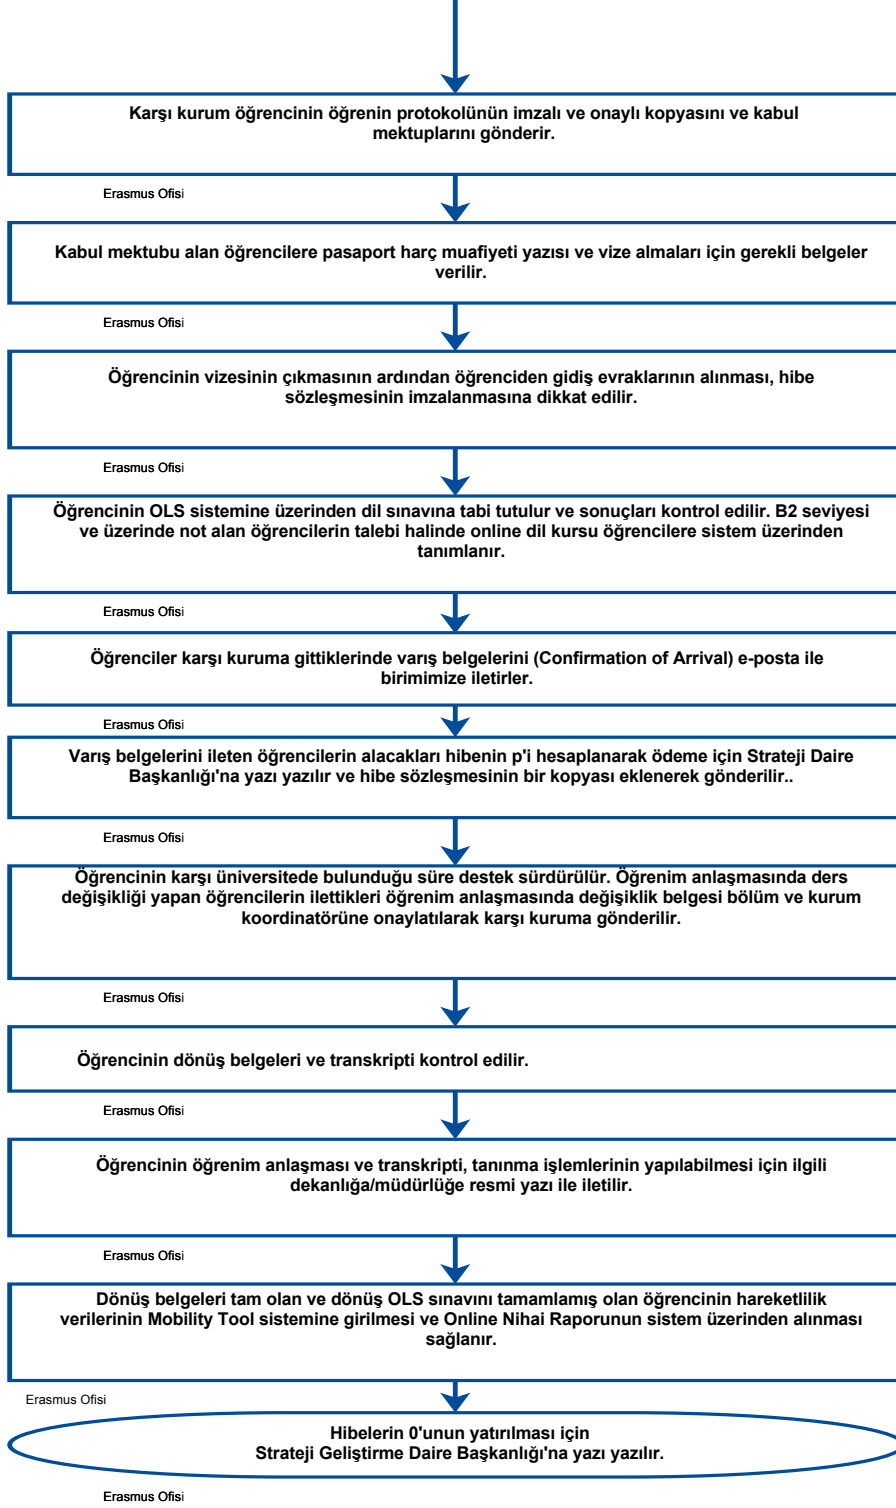 Karşı kurum öğrencinin öğrenin protokolünün imzalı ve onaylı kopyasını ve kabul
mektuplarını gönderir.
Erasmus Ofisi
Kabul mektubu alan öğrencilere pasaport harç muafiyeti yazısı ve vize almaları için gerekli belgeler
verilir.
Erasmus Ofisi
Öğrencinin vizesinin çıkmasının ardından öğrenciden gidiş evraklarının alınması, hibe
sözleşmesinin imzalanmasına dikkat edilir.
Erasmus Ofisi
Öğrencinin OLS sistemine üzerinden dil sınavına tabi tutulur ve sonuçları kontrol edilir. B2 seviyesi
ve üzerinde not alan öğrencilerin talebi halinde online dil kursu öğrencilere sistem üzerinden
tanımlanır.
Erasmus Ofisi
Öğrenciler karşı kuruma gittiklerinde varış belgelerini (Confirmation of Arrival) e-posta ile
birimimize iletirler.
Erasmus Ofisi
Varış belgelerini ileten öğrencilerin alacakları hibenin p'i hesaplanarak ödeme için Strateji Daire
Başkanlığı'na yazı yazılır ve hibe sözleşmesinin bir kopyası eklenerek gönderilir..
Erasmus Ofisi
Öğrencinin karşı üniversitede bulunduğu süre destek sürdürülür. Öğrenim anlaşmasında ders
değişikliği yapan öğrencilerin ilettikleri öğrenim anlaşmasında değişiklik belgesi bölüm ve kurum
koordinatörüne onaylatılarak karşı kuruma gönderilir.
Erasmus Ofisi
Öğrencinin dönüş belgeleri ve transkripti kontrol edilir.
Erasmus Ofisi
Öğrencinin öğrenim anlaşması ve transkripti, tanınma işlemlerinin yapılabilmesi için ilgili
dekanlığa/müdürlüğe resmi yazı ile iletilir.
Erasmus Ofisi
Dönüş belgeleri tam olan ve dönüş OLS sınavını tamamlamış olan öğrencinin hareketlilik
verilerinin Mobility Tool sistemine girilmesi ve Online Nihai Raporunun sistem üzerinden alınması
sağlanır.
Erasmus Ofisi
Hibelerin 0'unun yatırılması için
Strateji Geliştirme Daire Başkanlığı'na yazı yazılır.
Erasmus Ofisi